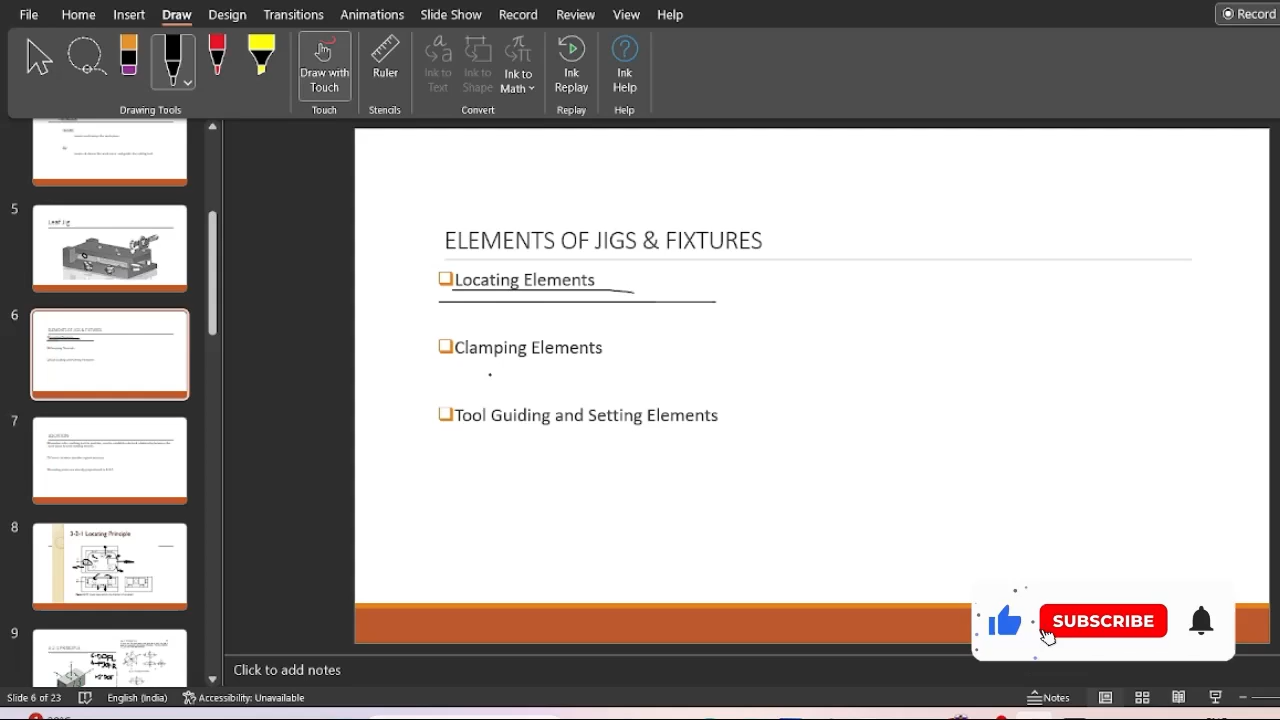 File Home Insert Draw Design Transitions Animations Slide Show Record Review View Help Record
Draw with Touch
Ruler
Ink to Text
Ink to Shape
Ink to Math
Ink Replay
Ink Help
Drawing Tools Touch Stencils Convert Replay Help
5
6
7
8
3-2-1 Locating Principle
9
ELEMENTS OF JIGS & FIXTURES
Locating Elements
Clamping Elements
Tool Guiding and Setting Elements
SUBSCRIBE
Click to add notes
Slide 6 of 23 English (India) Accessibility: Unavailable Notes